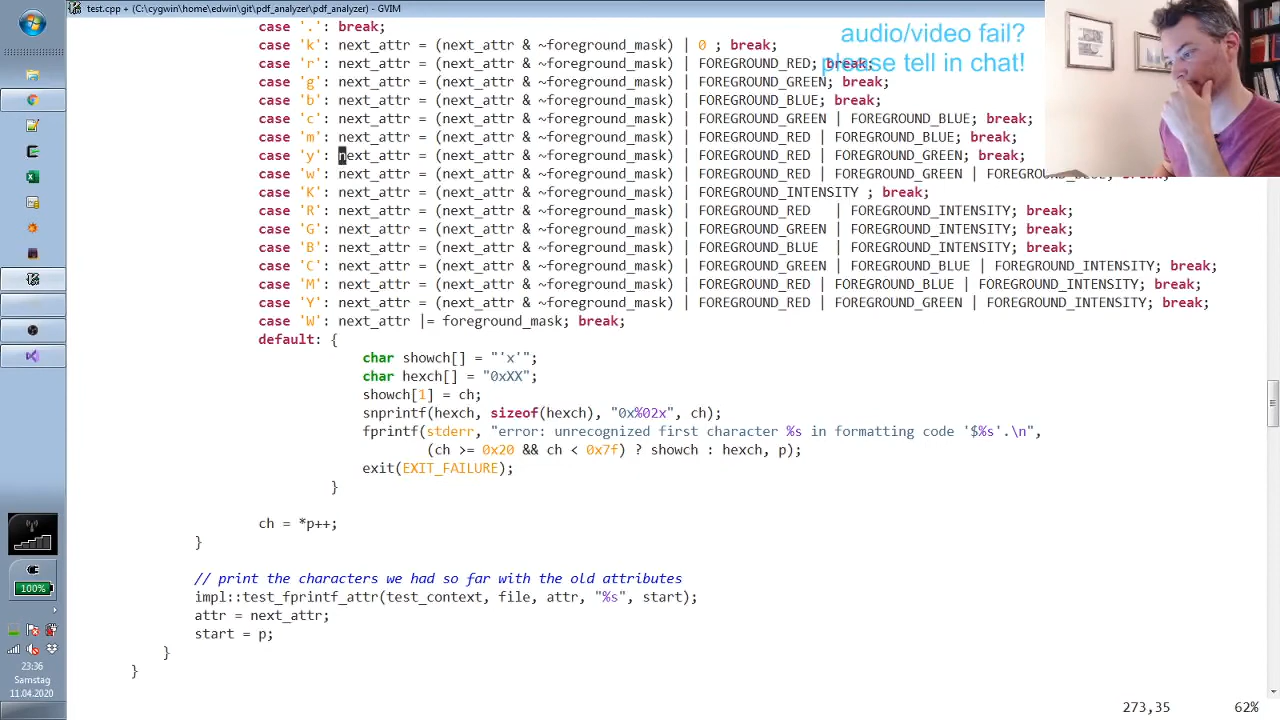 test.cpp + (C:\cygwin\home\edwin\git\pdf_analyzer\pdf_analyzer) - GVIM
audio/video fail?
please tell in chat!
case '.': break;
case 'k': next_attr = (next_attr & ~foreground_mask) | 0 ; break;
case 'r': next_attr = (next_attr & ~foreground_mask) | FOREGROUND_RED; break;
case 'g': next_attr = (next_attr & ~foreground_mask) | FOREGROUND_GREEN; break;
case 'b': next_attr = (next_attr & ~foreground_mask) | FOREGROUND_BLUE; break;
case 'c': next_attr = (next_attr & ~foreground_mask) | FOREGROUND_GREEN | FOREGROUND_BLUE; break;
case 'm': next_attr = (next_attr & ~foreground_mask) | FOREGROUND_RED | FOREGROUND_BLUE; break;
case 'y': next_attr = (next_attr & ~foreground_mask) | FOREGROUND_RED | FOREGROUND_GREEN; break;
case 'w': next_attr = (next_attr & ~foreground_mask) | FOREGROUND_RED | FOREGROUND_GREEN |
case 'K': next_attr = (next_attr & ~foreground_mask) | FOREGROUND_INTENSITY ; break;
case 'R': next_attr = (next_attr & ~foreground_mask) | FOREGROUND_RED | FOREGROUND_INTENSITY; break;
case 'G': next_attr = (next_attr & ~foreground_mask) | FOREGROUND_GREEN | FOREGROUND_INTENSITY; break;
case 'B': next_attr = (next_attr & ~foreground_mask) | FOREGROUND_BLUE | FOREGROUND_INTENSITY; break;
case 'C': next_attr = (next_attr & ~foreground_mask) | FOREGROUND_GREEN | FOREGROUND_BLUE | FOREGROUND_INTENSITY; break;
case 'M': next_attr = (next_attr & ~foreground_mask) | FOREGROUND_RED | FOREGROUND_BLUE | FOREGROUND_INTENSITY; break;
case 'Y': next_attr = (next_attr & ~foreground_mask) | FOREGROUND_RED | FOREGROUND_GREEN | FOREGROUND_INTENSITY; break;
case 'W': next_attr |= foreground_mask; break;
default: {
char showch[] = "'x'";
char hexch[] = "0xXX";
showch[1] = ch;
snprintf(hexch, sizeof(hexch), "0x%02x", ch);
fprintf(stderr, "error: unrecognized first character %s in formatting code '$%s'.\n",
(ch >= 0x20 && ch < 0x7f) ? showch : hexch, p);
exit(EXIT_FAILURE);
}
ch = *p++;
}
// print the characters we had so far with the old attributes
impl::test_fprintf_attr(test_context, file, attr, "%s", start);
attr = next_attr;
start = p;
}
}
100%
23:36
Samstag
11.04.2020
273,35
62%